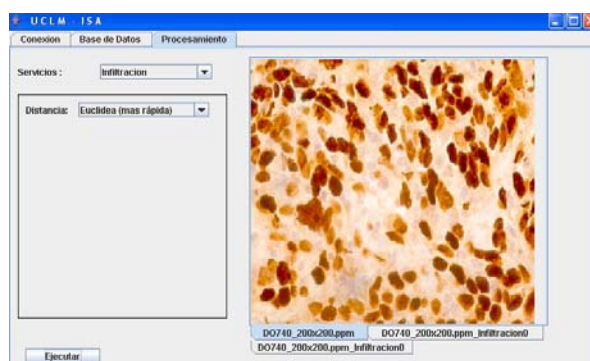 UCLM - ISA
Conexion Base de Datos Procesamiento
Servicios : Infiltracion
Distancia: Euclidea (mas rápida)
DO740_200x200.ppm DO740_200x200.ppm_Infiltracion0
DO740_200x200.ppm_Infiltracion0
Ejecutar